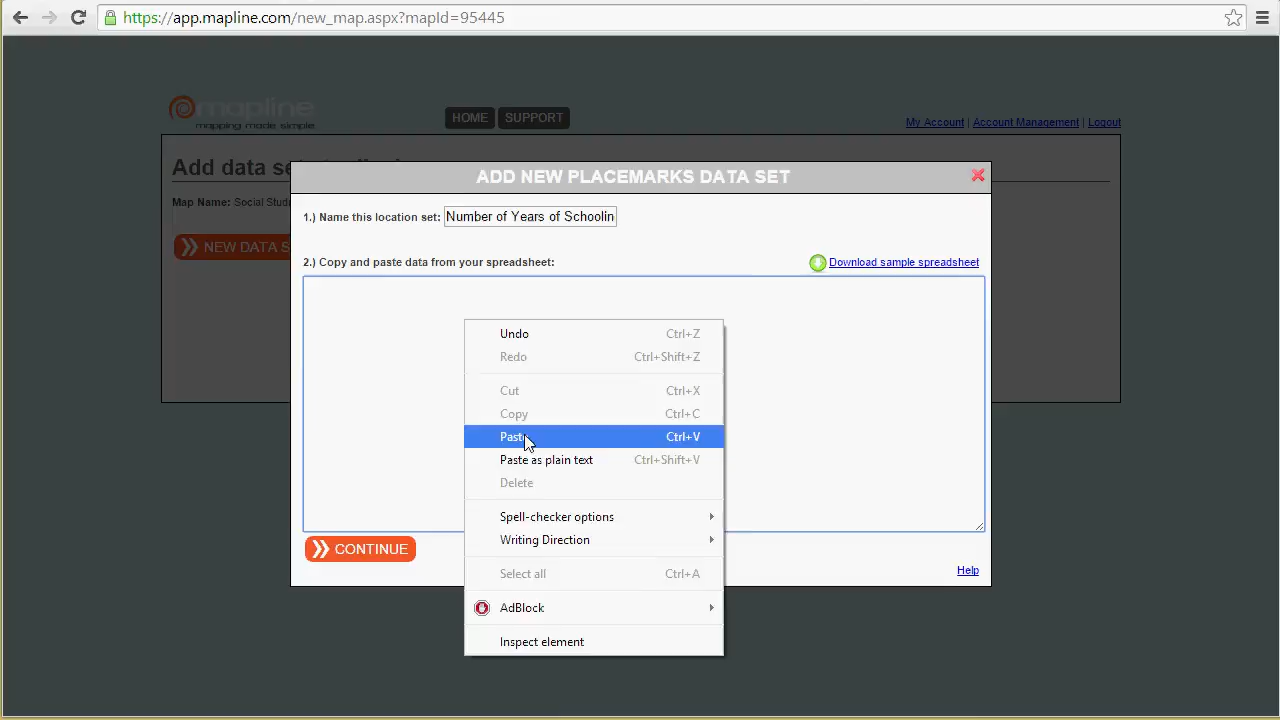 https://app.mapline.com/new_map.aspx?mapId=95445
mapline
mapping made simple
HOME SUPPORT
My Account | Account Management | Logout
Add data set
Map Name: Social Stud
NEW DATA S
ADD NEW PLACEMARKS DATA SET
1.) Name this location set: Number of Years of Schoolin
2.) Copy and paste data from your spreadsheet: Download sample spreadsheet
Undo Ctrl+Z
Redo Ctrl+Shift+Z
Cut Ctrl+X
Copy Ctrl+C
Paste Ctrl+V
Paste as plain text Ctrl+Shift+V
Delete
Spell-checker options
Writing Direction
Select all Ctrl+A
AdBlock
Inspect element
CONTINUE
Help